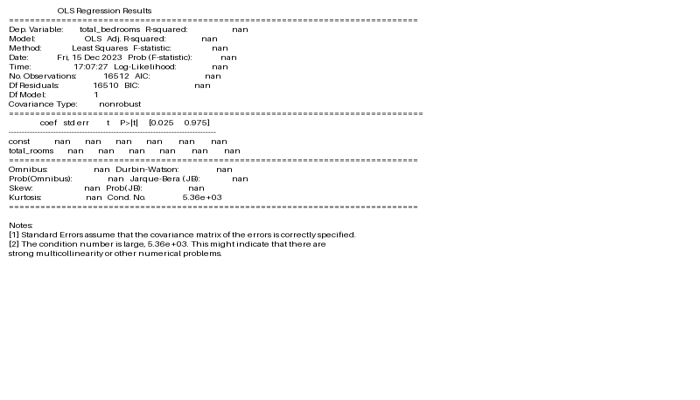 OLS Regression Results
==============================================================================
Dep. Variable: total_bedrooms R-squared: nan
Model: OLS Adj. R-squared: nan
Method: Least Squares F-statistic: nan
Date: Fri, 15 Dec 2023 Prob (F-statistic): nan
Time: 17:07:27 Log-Likelihood: nan
No. Observations: 16512 AIC: nan
Df Residuals: 16510 BIC: nan
Df Model: 1
Covariance Type: nonrobust
===============================================================================
coef std err t P>|t| [0.025 0.975]
-------------------------------------------------------------------------------
const nan nan nan nan nan nan
total_rooms nan nan nan nan nan nan
==============================================================================
Omnibus: nan Durbin-Watson: nan
Prob(Omnibus): nan Jarque-Bera (JB): nan
Skew: nan Prob(JB): nan
Kurtosis: nan Cond. No. 5.36e+03
==============================================================================
Notes:
[1] Standard Errors assume that the covariance matrix of the errors is correctly specified.
[2] The condition number is large, 5.36e+03. This might indicate that there are
strong multicollinearity or other numerical problems.